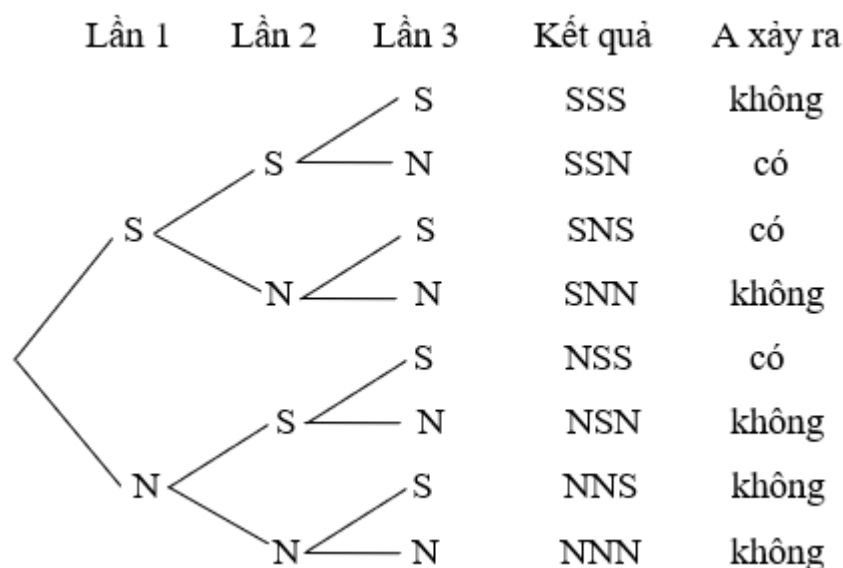 Lần 1 Lần 2 Lần 3 Kết quả A xảy ra
S SSS không
S N SSN có
S S SNS có
N N SNN không
S NSS có
S N NSN không
N S NNS không
N N NNN không